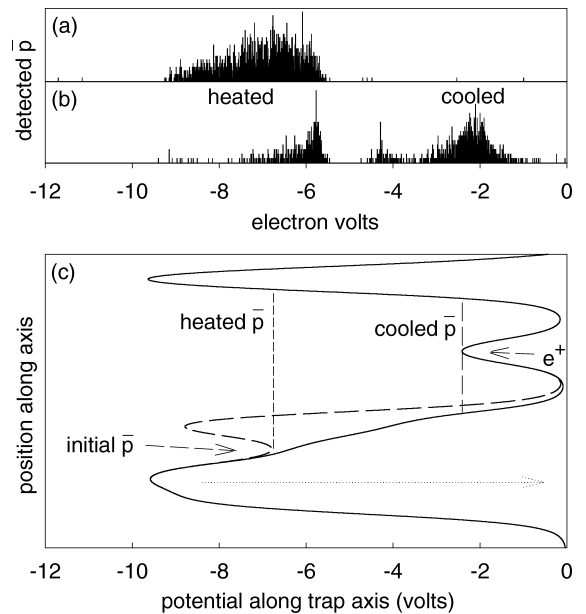 (a)
detected p̅
heated
cooled
(b)
-12 -10 -8 -6 -4 -2 0
electron volts
(c)
heated p̅
cooled p̅
e⁺
initial p̅
position along axis
-12 -10 -8 -6 -4 -2 0
potential along trap axis (volts)